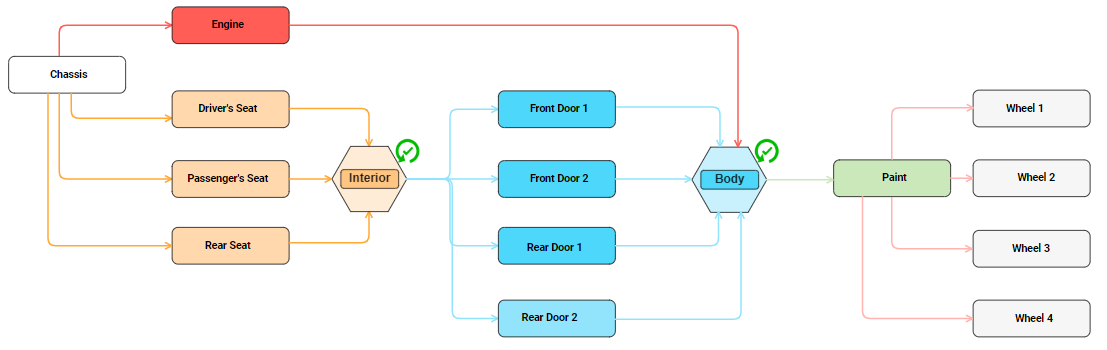 Engine
Chassis
Driver's Seat
Passenger's Seat
Rear Seat
Interior
Front Door 1
Front Door 2
Rear Door 1
Rear Door 2
Body
Paint
Wheel 1
Wheel 2
Wheel 3
Wheel 4